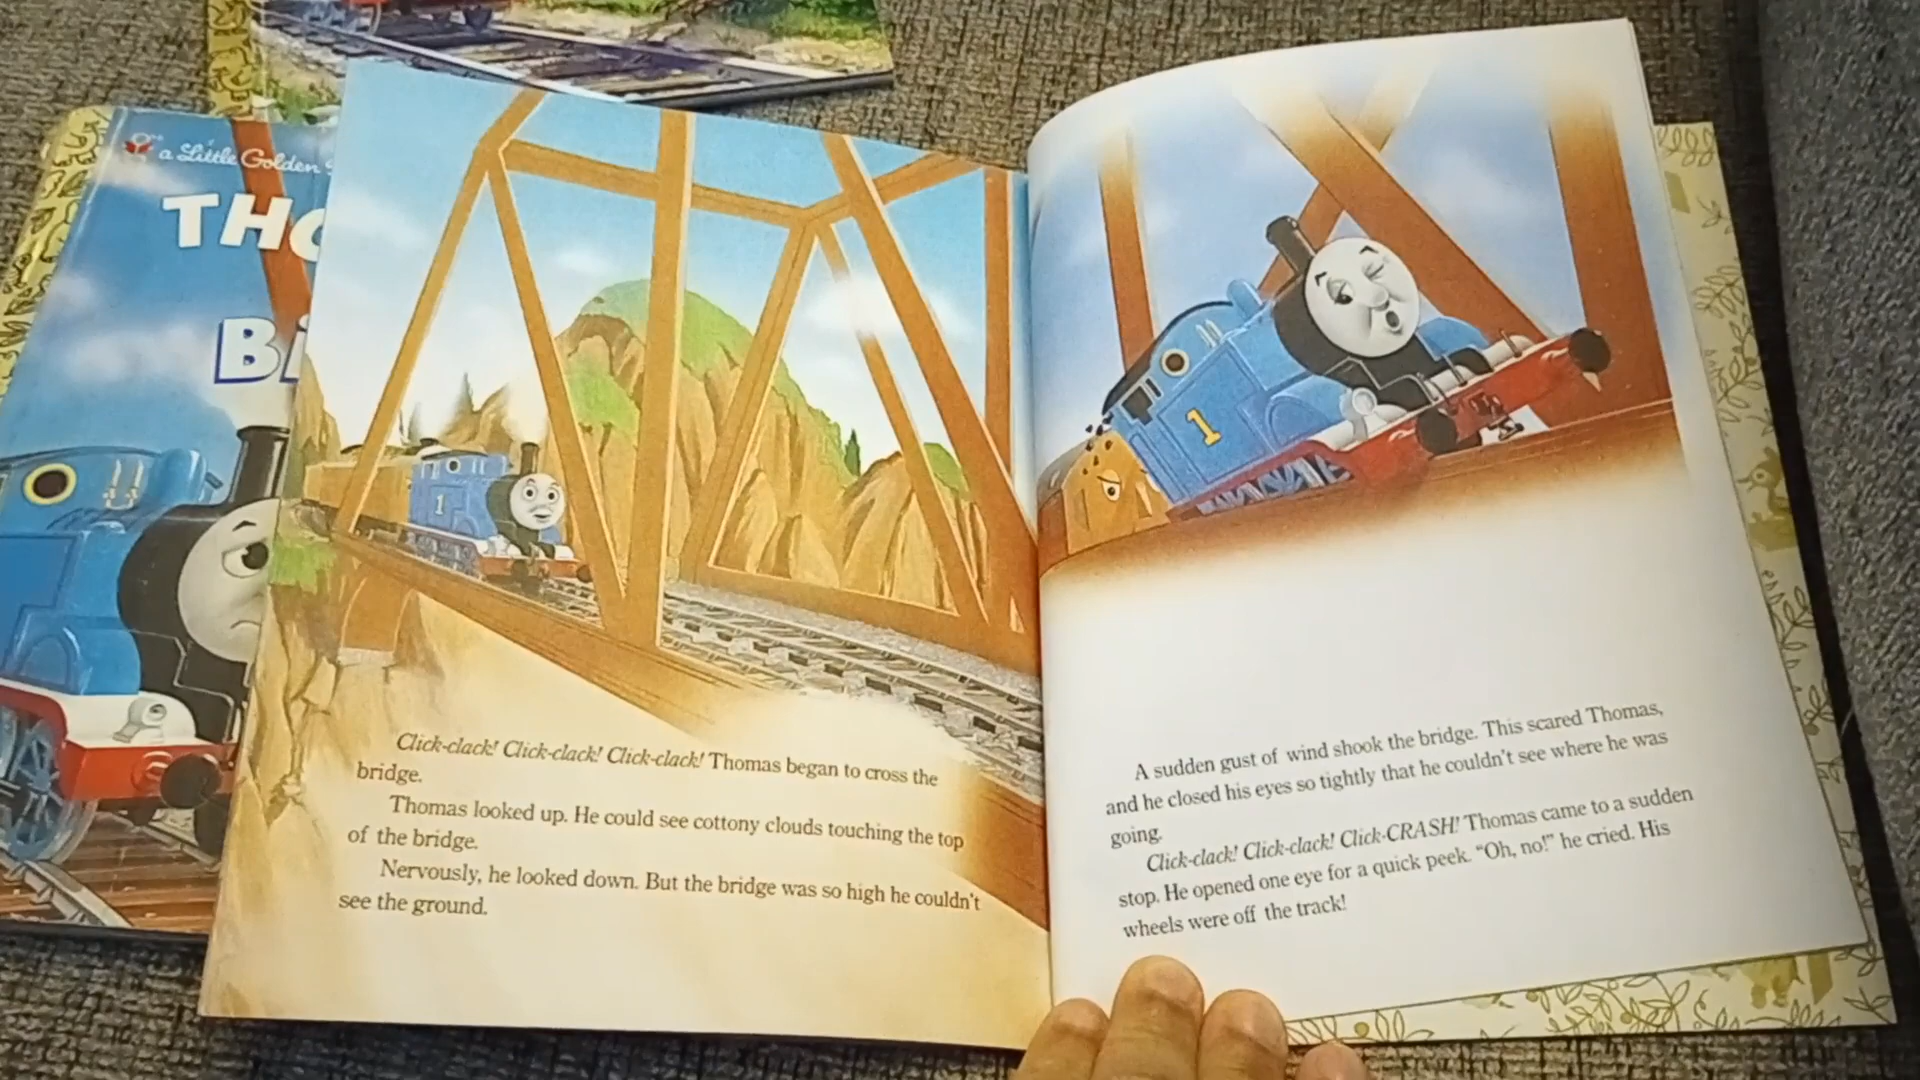 a Little Golden
Click-clack! Click-clack! Click-clack! Thomas began to cross the
bridge.
Thomas looked up. He could see cottony clouds touching the top
of the bridge.
Nervously, he looked down. But the bridge was so high he couldn't
see the ground.
1
1
A sudden gust of wind shook the bridge. This scared Thomas,
and he closed his eyes so tightly that he couldn't see where he was
going.
Click-clack! Click-clack! Click-CRASH! Thomas came to a sudden
stop. He opened one eye for a quick peek. “Oh, no!” he cried. His
wheels were off the track!